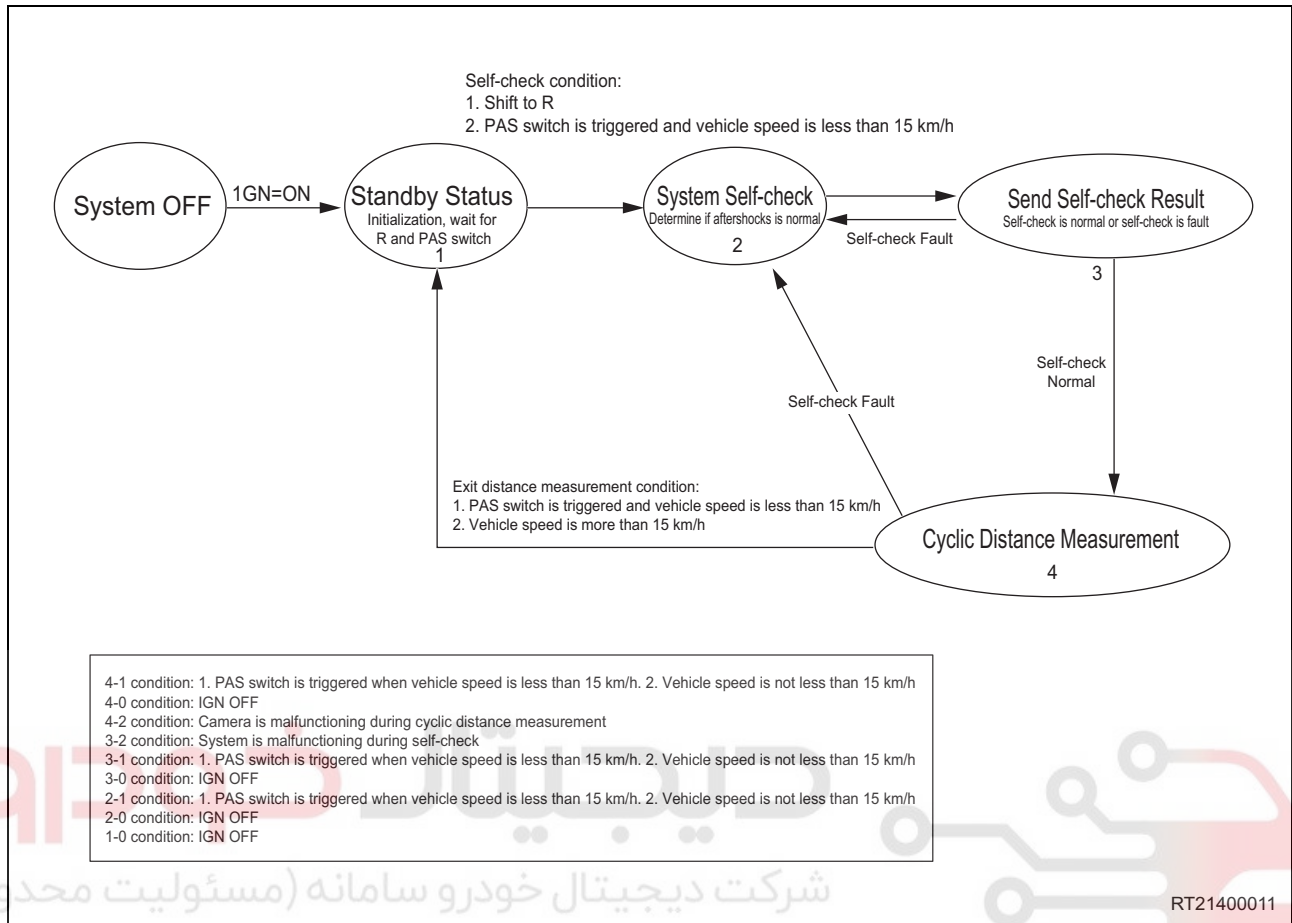 Self-check condition:
1. Shift to R
2. PAS switch is triggered and vehicle speed is less than 15 km/h
System OFF
1GN=ON
Standby Status
Initialization, wait for
R and PAS switch
1
System Self-check
Determine if aftershocks is normal
2
Self-check Fault
Send Self-check Result
Self-check is normal or self-check is fault
3
Self-check
Normal
Self-check Fault
Exit distance measurement condition:
1. PAS switch is triggered and vehicle speed is less than 15 km/h
2. Vehicle speed is more than 15 km/h
Cyclic Distance Measurement
4
4-1 condition: 1. PAS switch is triggered when vehicle speed is less than 15 km/h. 2. Vehicle speed is not less than 15 km/h
4-0 condition: IGN OFF
4-2 condition: Camera is malfunctioning during cyclic distance measurement
3-2 condition: System is malfunctioning during self-check
3-1 condition: 1. PAS switch is triggered when vehicle speed is less than 15 km/h. 2. Vehicle speed is not less than 15 km/h
3-0 condition: IGN OFF
2-1 condition: 1. PAS switch is triggered when vehicle speed is less than 15 km/h. 2. Vehicle speed is not less than 15 km/h
2-0 condition: IGN OFF
1-0 condition: IGN OFF
دیجیتال خودرو
شرکت دیجیتال خودرو سامانه (مسئولیت
RT21400011